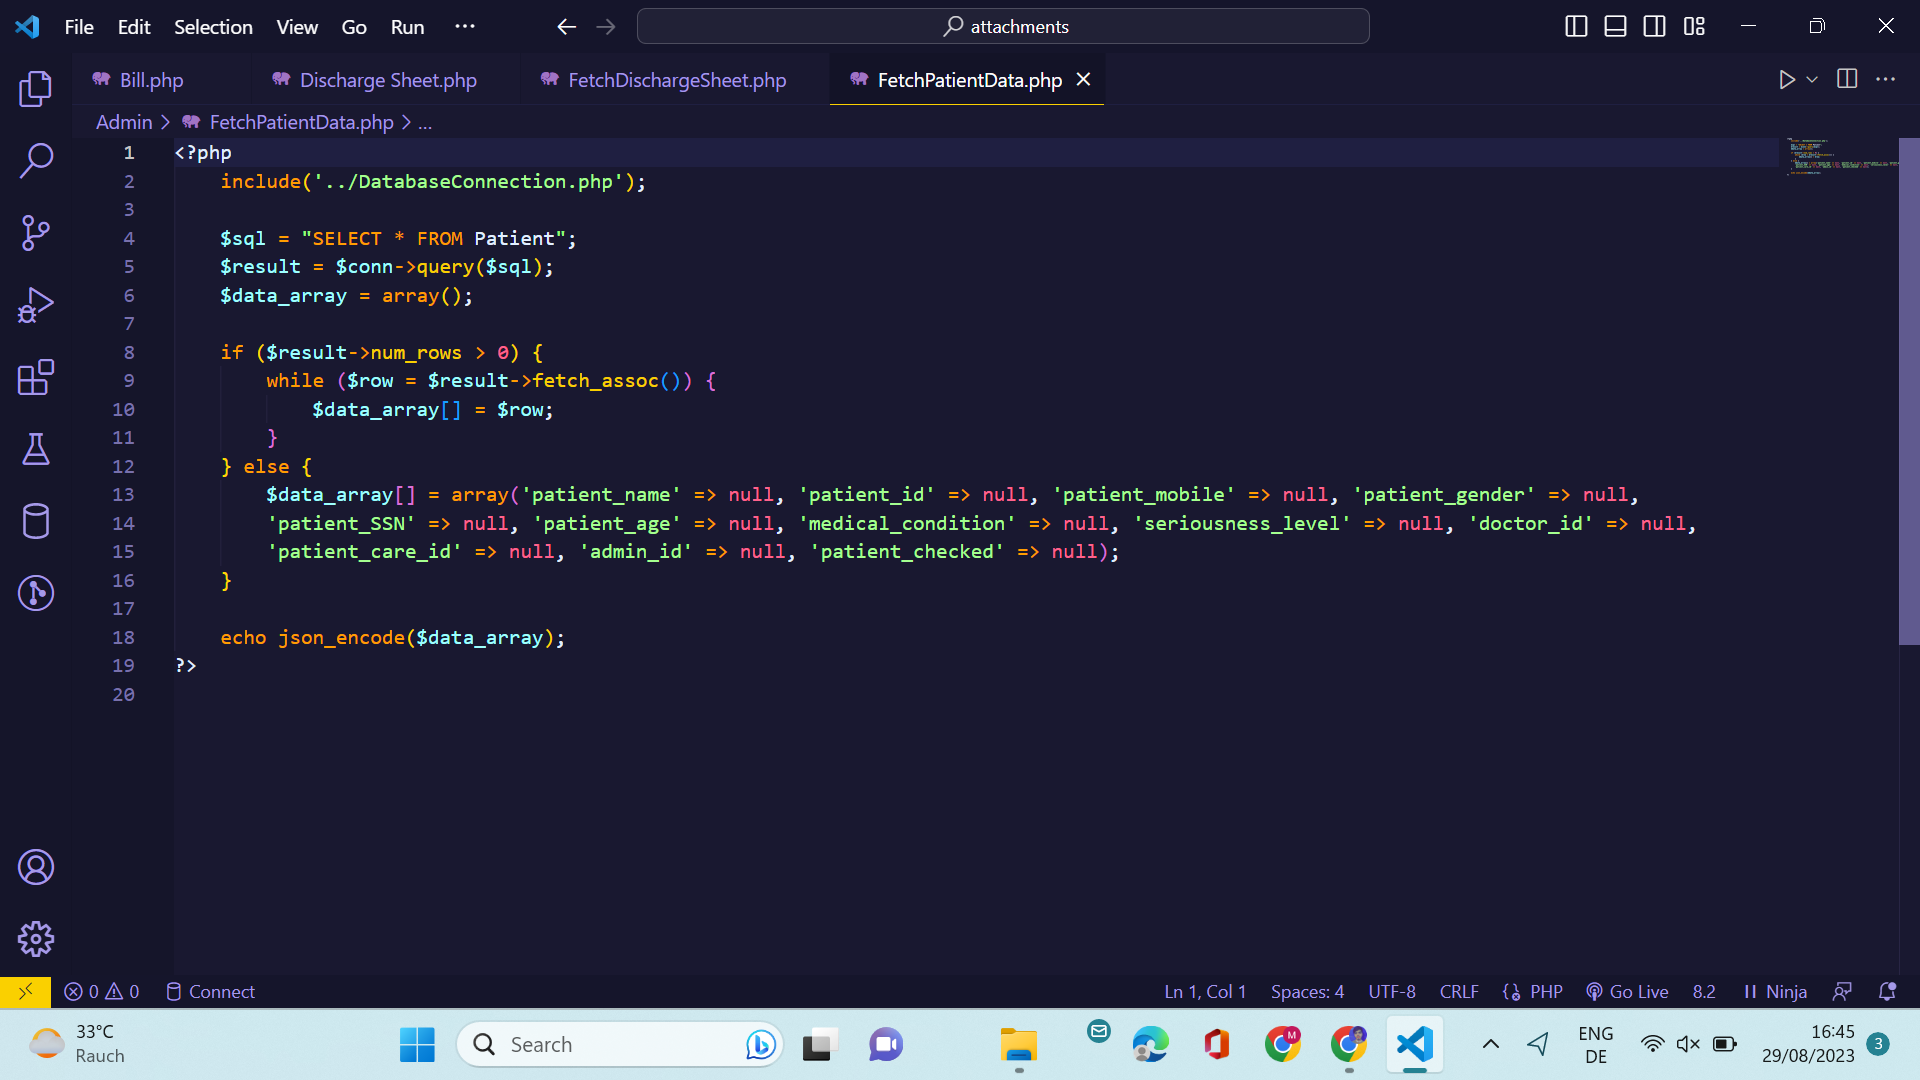 File Edit Selection View Go Run ... attachments
Bill.php Discharge Sheet.php FetchDischargeSheet.php FetchPatientData.php
Admin > FetchPatientData.php > ...
1 <?php
2 include('../DatabaseConnection.php');
3
4 $sql = "SELECT * FROM Patient";
5 $result = $conn->query($sql);
6 $data_array = array();
7
8 if ($result->num_rows > 0) {
9 while ($row = $result->fetch_assoc()) {
10 $data_array[] = $row;
11 }
12 } else {
13 $data_array[] = array('patient_name' => null, 'patient_id' => null, 'patient_mobile' => null, 'patient_gender' => null,
14 'patient_SSN' => null, 'patient_age' => null, 'medical_condition' => null, 'seriousness_level' => null, 'doctor_id' => null,
15 'patient_care_id' => null, 'admin_id' => null, 'patient_checked' => null);
16 }
17
18 echo json_encode($data_array);
19 ?>
20
0 0 Connect Ln 1, Col 1 Spaces: 4 UTF-8 CRLF PHP Go Live 8.2 Ninja
33°C
Rauch
Search
M
ENG
DE
16:45
29/08/2023
3